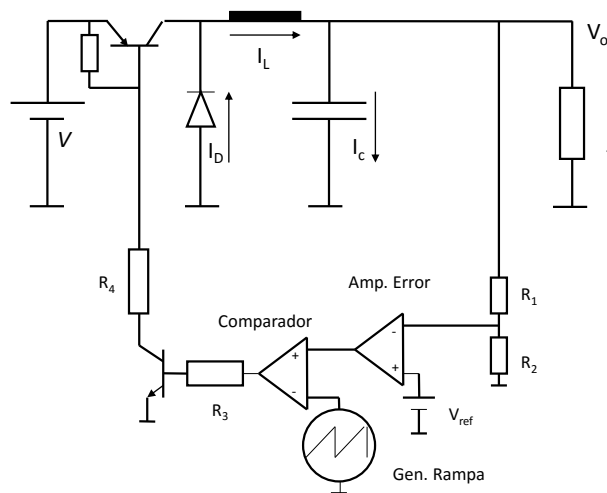 V_o
I_L
V
I_D
I_c
R_4
Amp. Error
R_1
Comparador
-
+
R_2
+
-
R_3
V_ref
Gen. Rampa